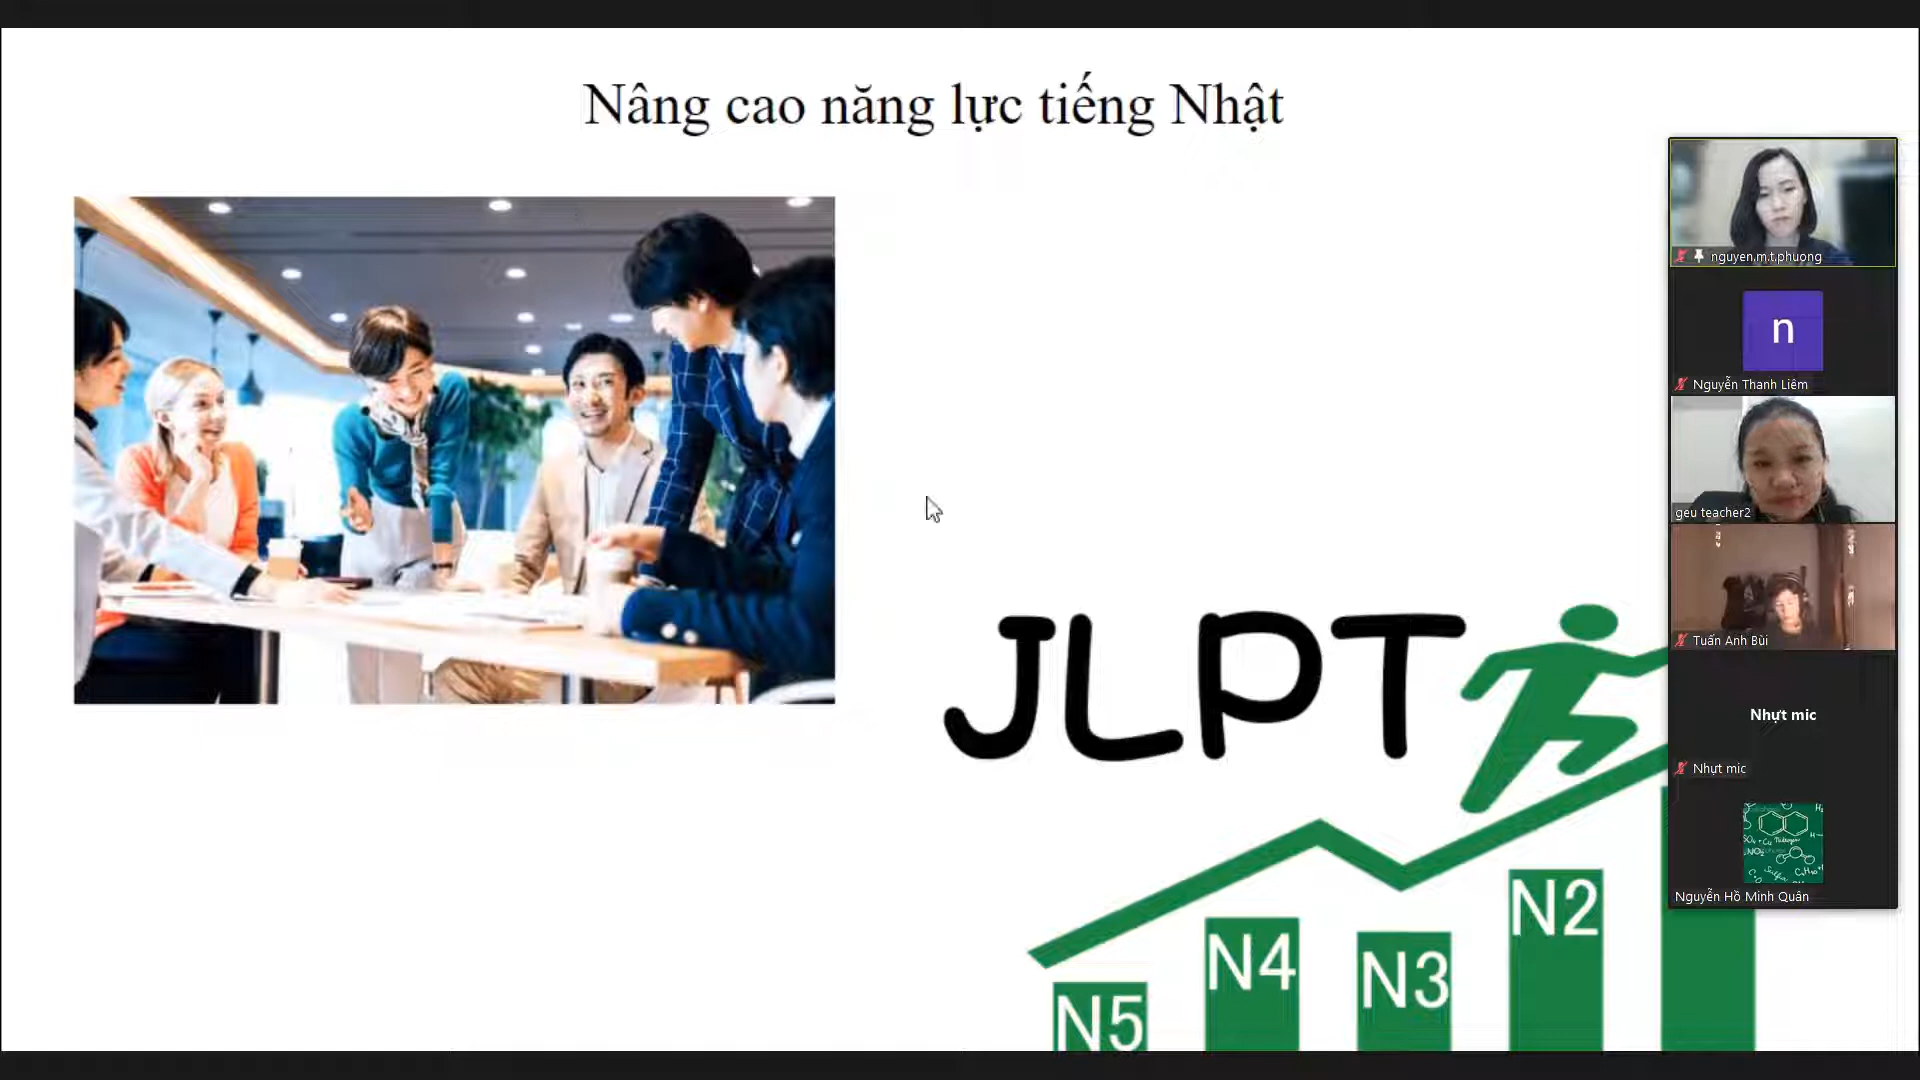 Nâng cao năng lực tiếng Nhật
JLPT
N5
N4
N3
N2
nguyen.m.t.phuong
n
Nguyễn Thanh Liêm
geu teacher2
Tuấn Anh Bùi
Nhựt mic
Nhựt mic
Nguyễn Hồ Minh Quân